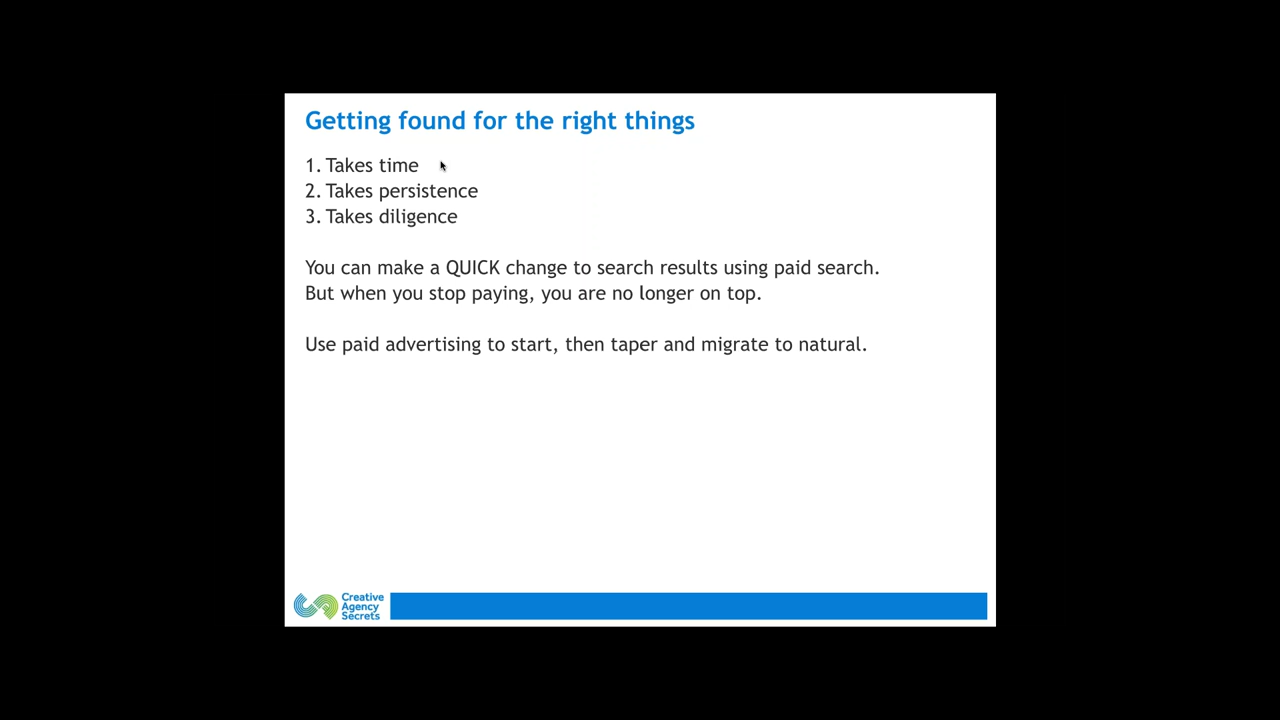 Getting found for the right things
1. Takes time
2. Takes persistence
3. Takes diligence
You can make a QUICK change to search results using paid search.
But when you stop paying, you are no longer on top.
Use paid advertising to start, then taper and migrate to natural.
Creative
Agency
Secrets